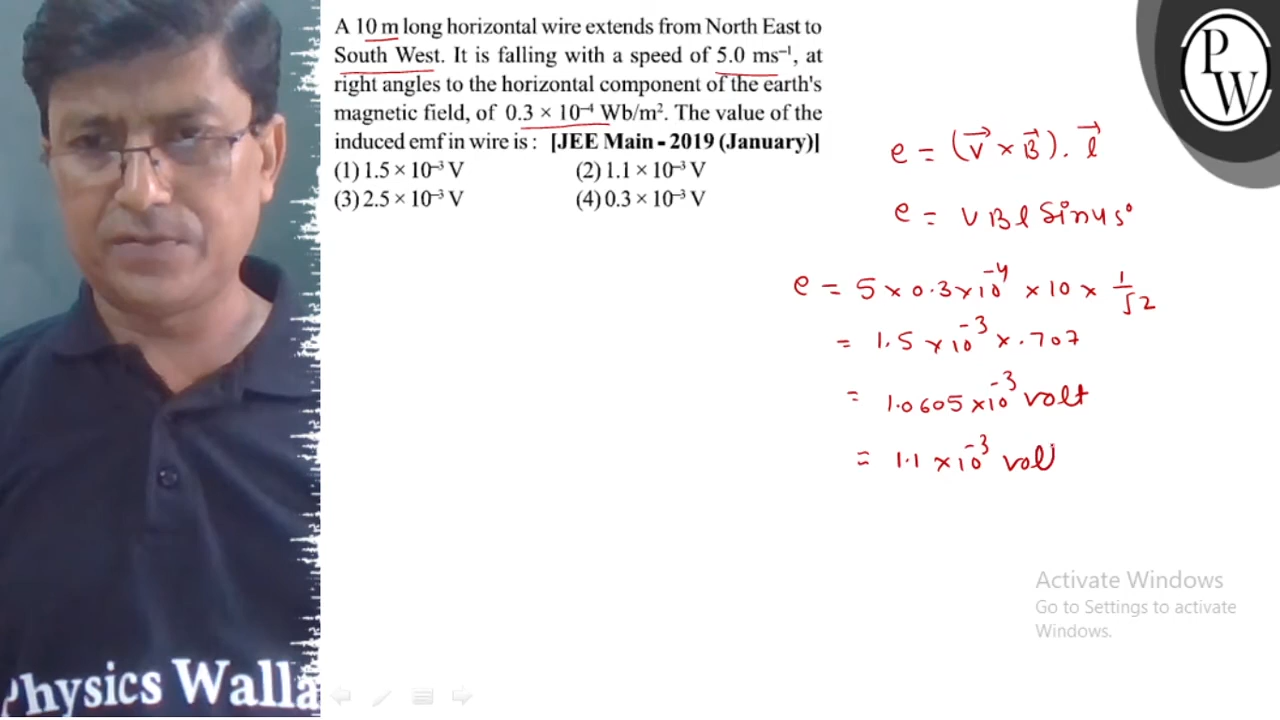 A 10 m long horizontal wire extends from North East to
South West. It is falling with a speed of 5.0 ms⁻¹, at
right angles to the horizontal component of the earth's
magnetic field, of 0.3 × 10⁻⁴ Wb/m². The value of the
induced emf in wire is : [JEE Main - 2019 (January)]
(1) 1.5 × 10⁻³ V (2) 1.1 × 10⁻³ V
(3) 2.5 × 10⁻³ V (4) 0.3 × 10⁻³ V
PW
e = (v⃗ × B⃗). l⃗
e = VBl Sin45°
e = 5 × 0.3 × 10⁻⁴ × 10 × 1/√2
= 1.5 × 10⁻³ × .707
= 1.0605 × 10⁻³ volt
= 1.1 × 10⁻³ vol
Activate Windows
Go to Settings to activate
Windows.
Physics Walla